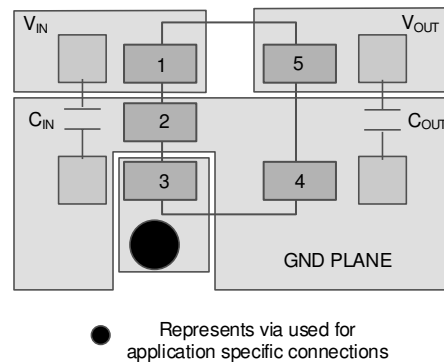 VIN
VOUT
1
5
CIN
2
COUT
3
4
GND PLANE
Represents via used for
application specific connections